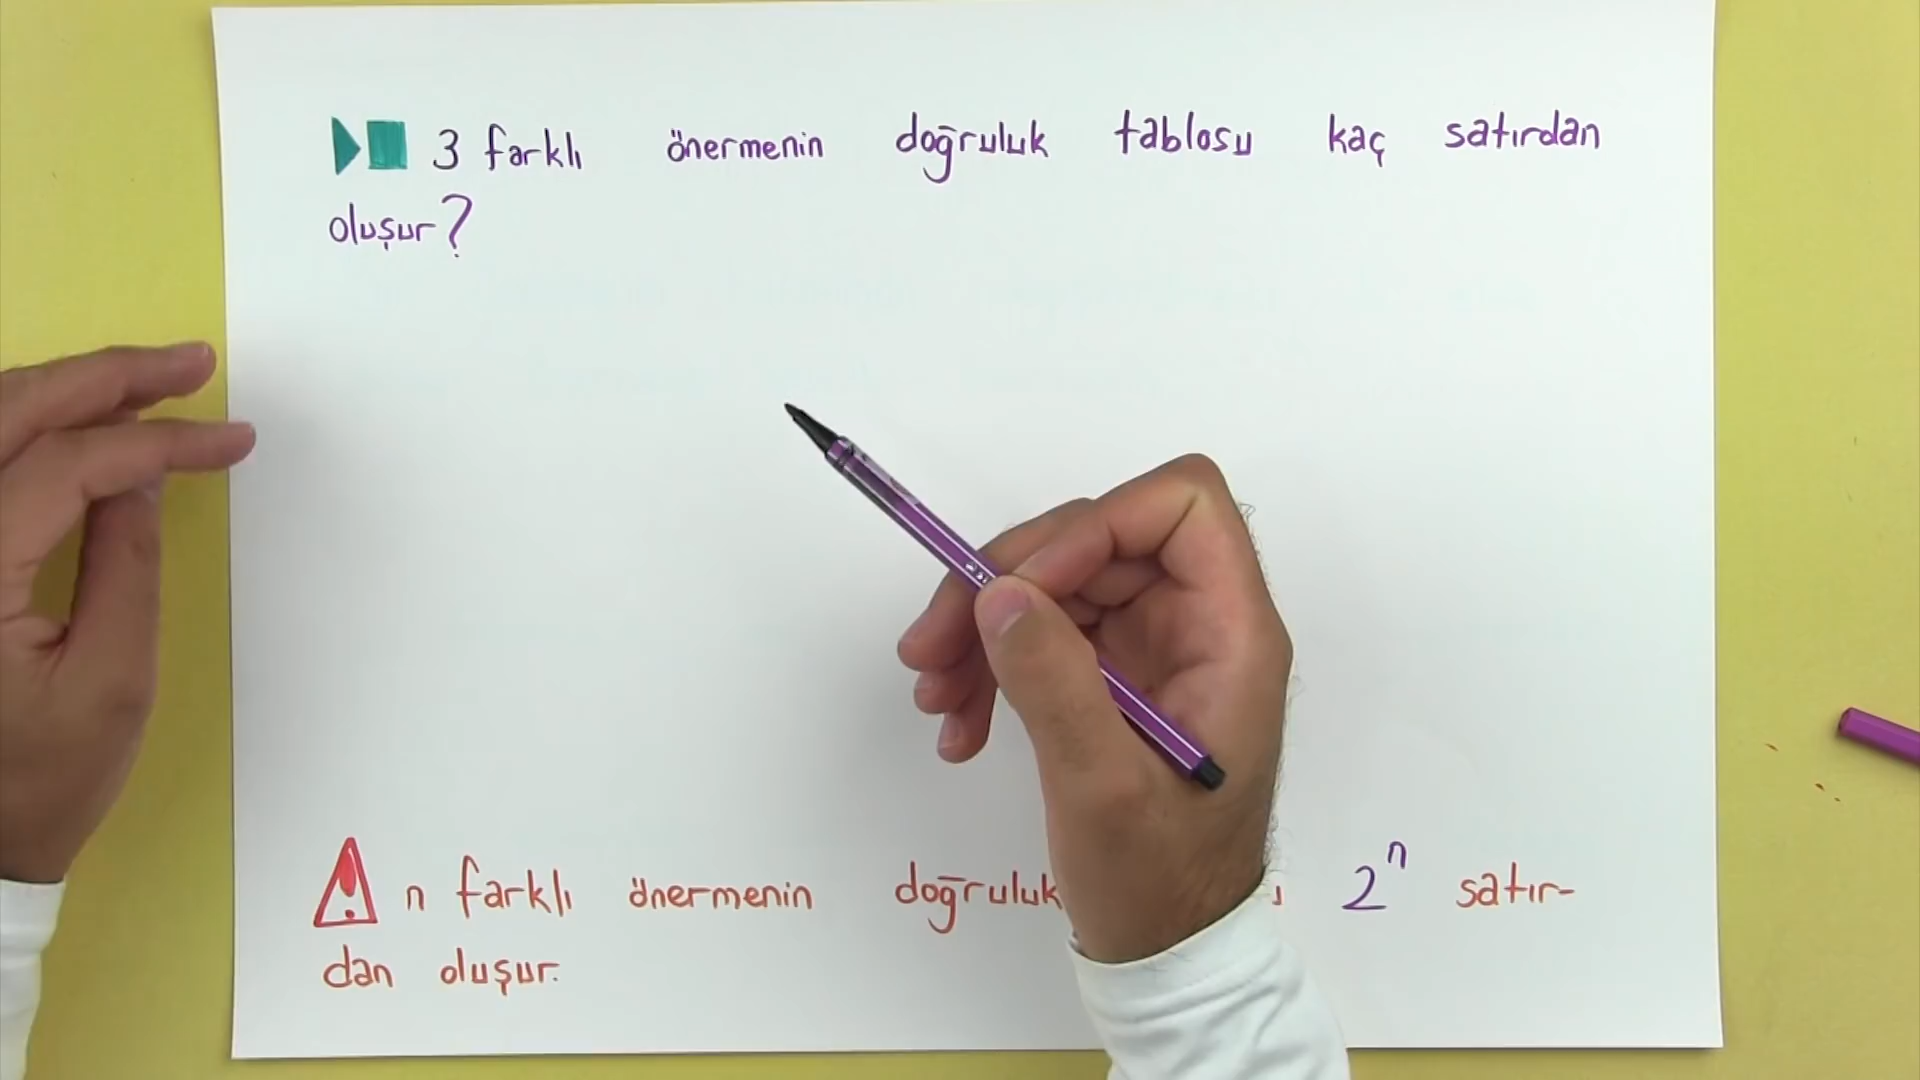 3 farklı önermenin doğruluk tablosu kaç satırdan
oluşur?
n farklı önermenin doğruluk 2ⁿ satır-
dan oluşur.